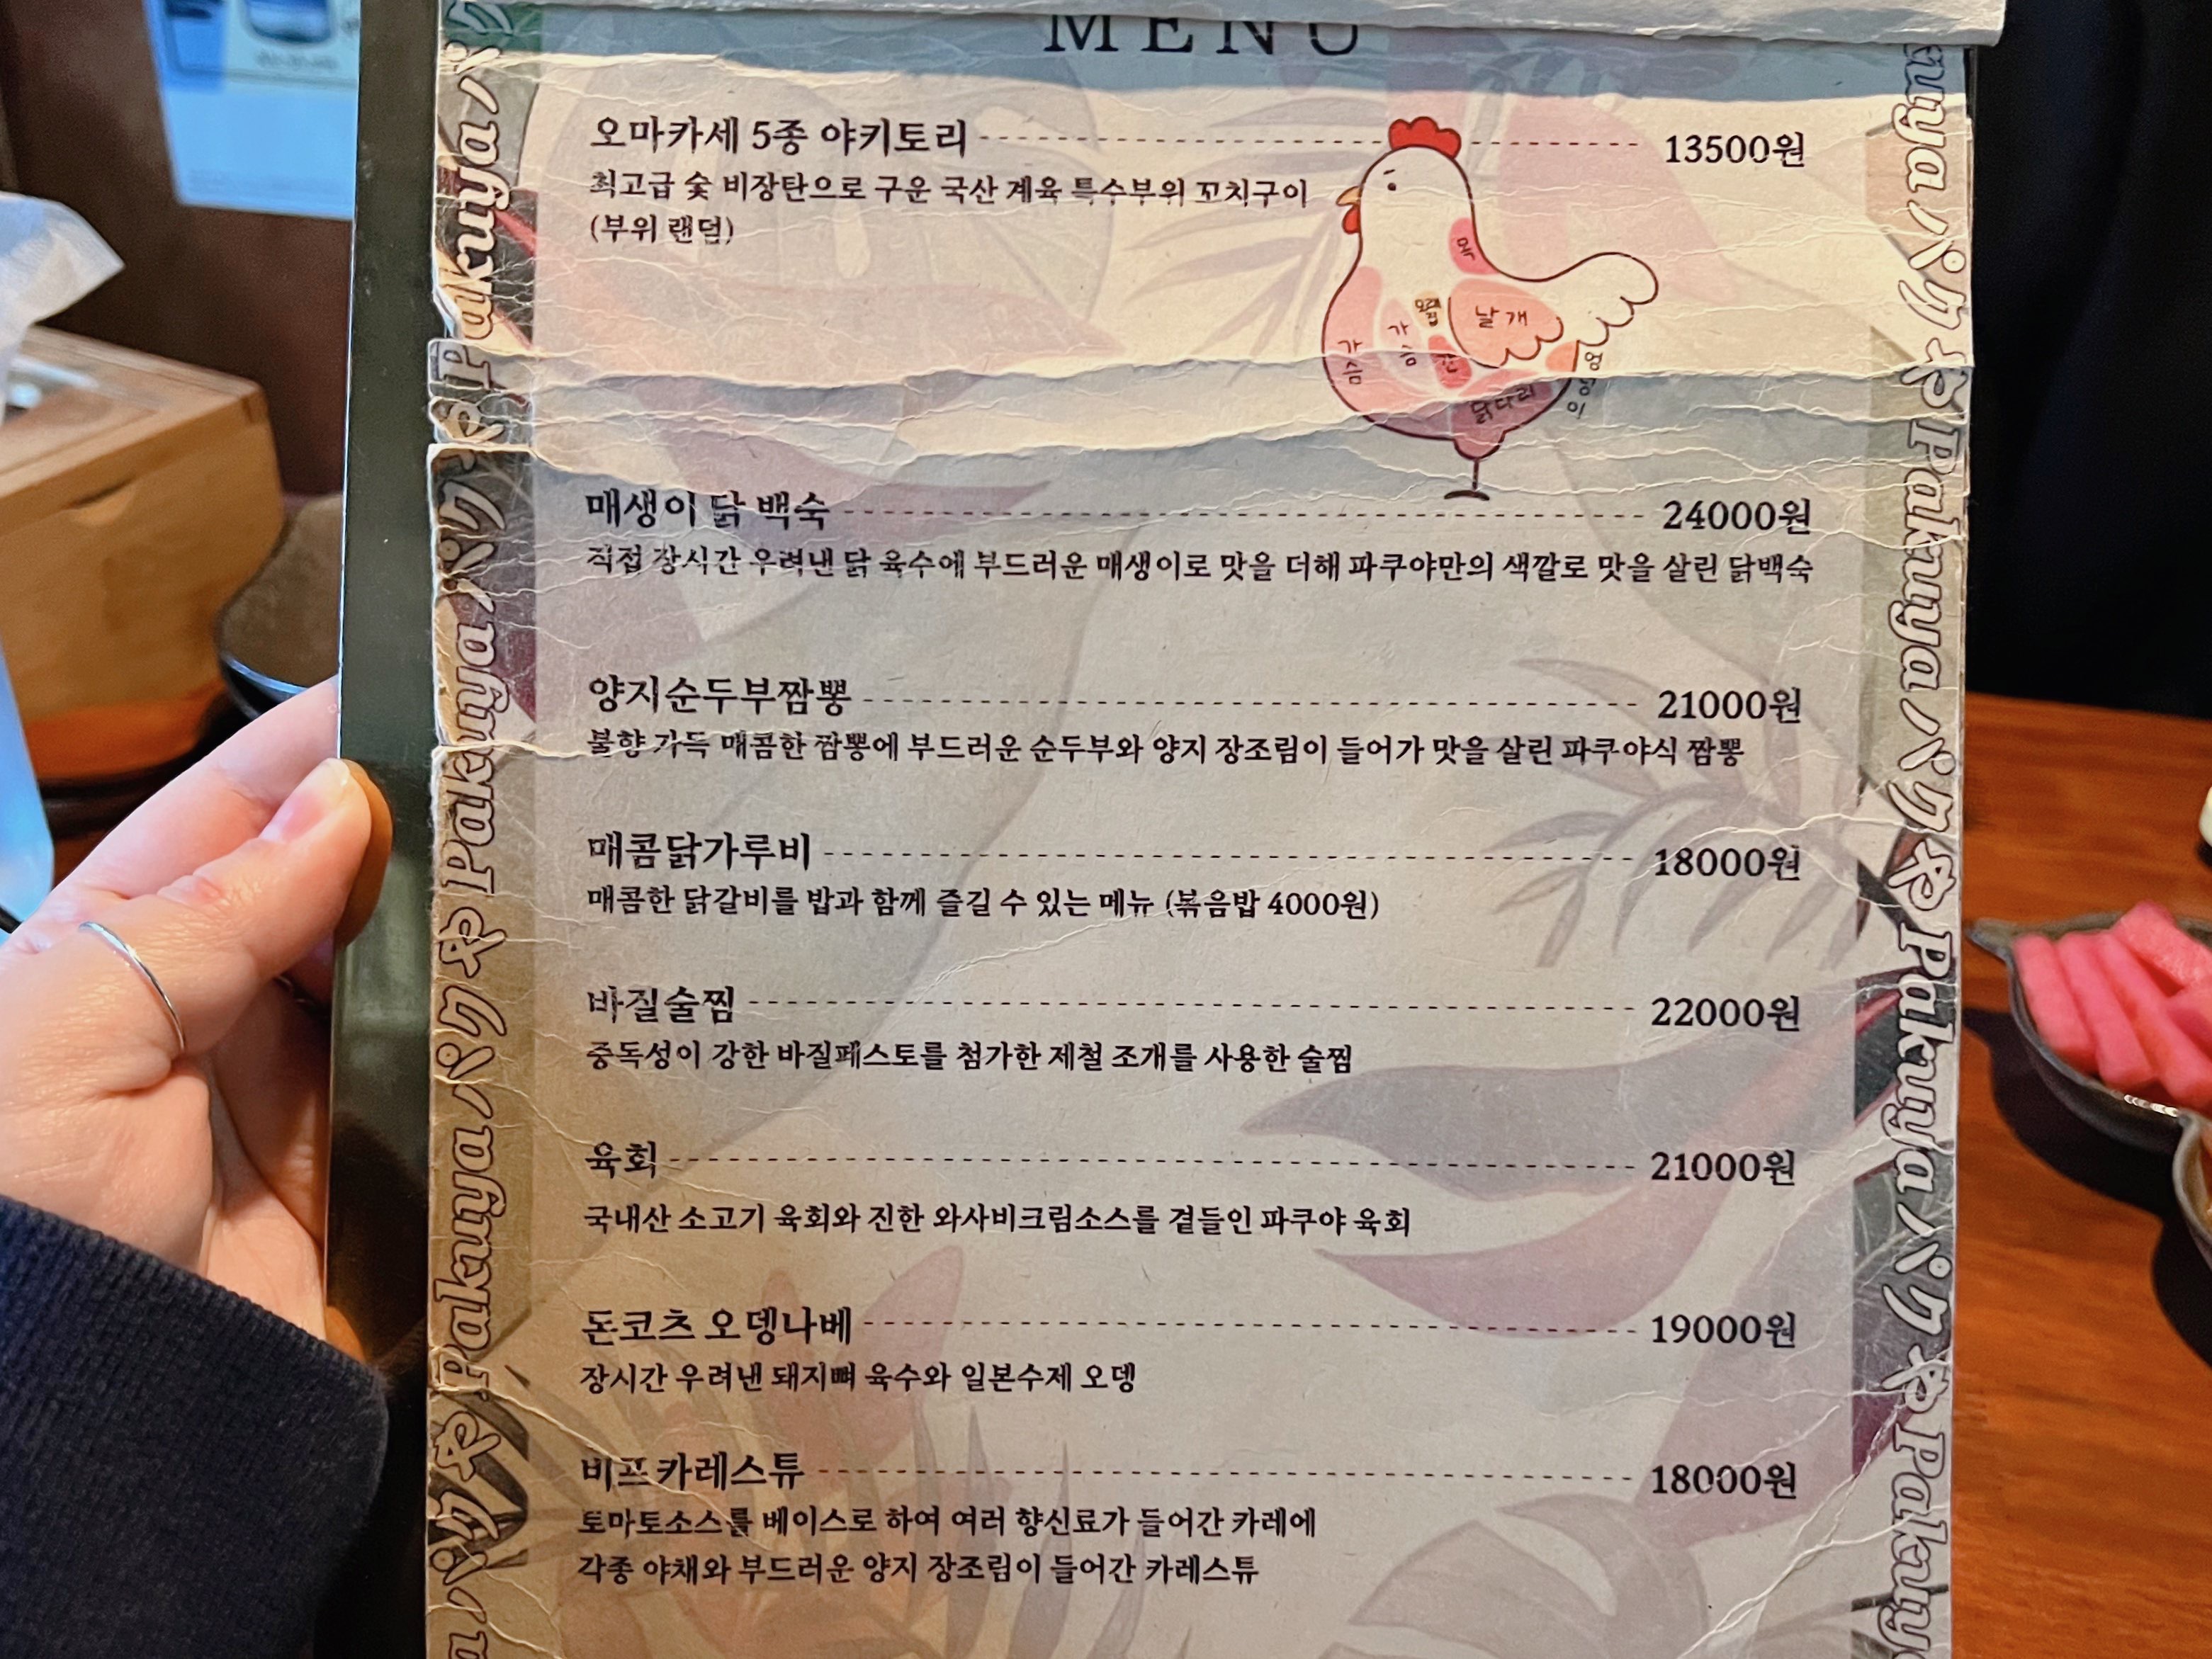 MENU
오마카세 5종 야키토리 13500원
최고급 숯 비장탄으로 구운 국산 계육 특수부위 꼬치구이
(부위 랜덤)
목
모래집
날개
가슴
가슴
간
엉덩이
닭다리
매생이 닭 백숙 24000원
직접 장시간 우려낸 닭 육수에 부드러운 매생이로 맛을 더해 파쿠야만의 색깔로 맛을 살린 닭백숙
양지순두부짬뽕 21000원
불향 가득 매콤한 짬뽕에 부드러운 순두부와 양지 장조림이 들어가 맛을 살린 파쿠야식 짬뽕
매콤닭가루비 18000원
매콤한 닭갈비를 밥과 함께 즐길 수 있는 메뉴 (볶음밥 4000원)
바질술찜 22000원
중독성이 강한 바질페스토를 첨가한 제철 조개를 사용한 술찜
육회 21000원
국내산 소고기 육회와 진한 와사비크림소스를 곁들인 파쿠야 육회
돈코츠 오뎅나베 19000원
장시간 우려낸 돼지뼈 육수와 일본수제 오뎅
비프 카레스튜 18000원
토마토소스를 베이스로 하여 여러 향신료가 들어간 카레에
각종 야채와 부드러운 양지 장조림이 들어간 카레스튜
Pakuya パクや Pakuya パクや Pakuya パクや
Pakuya パクや Pakuya パクや Pakuya パクや Pakuya